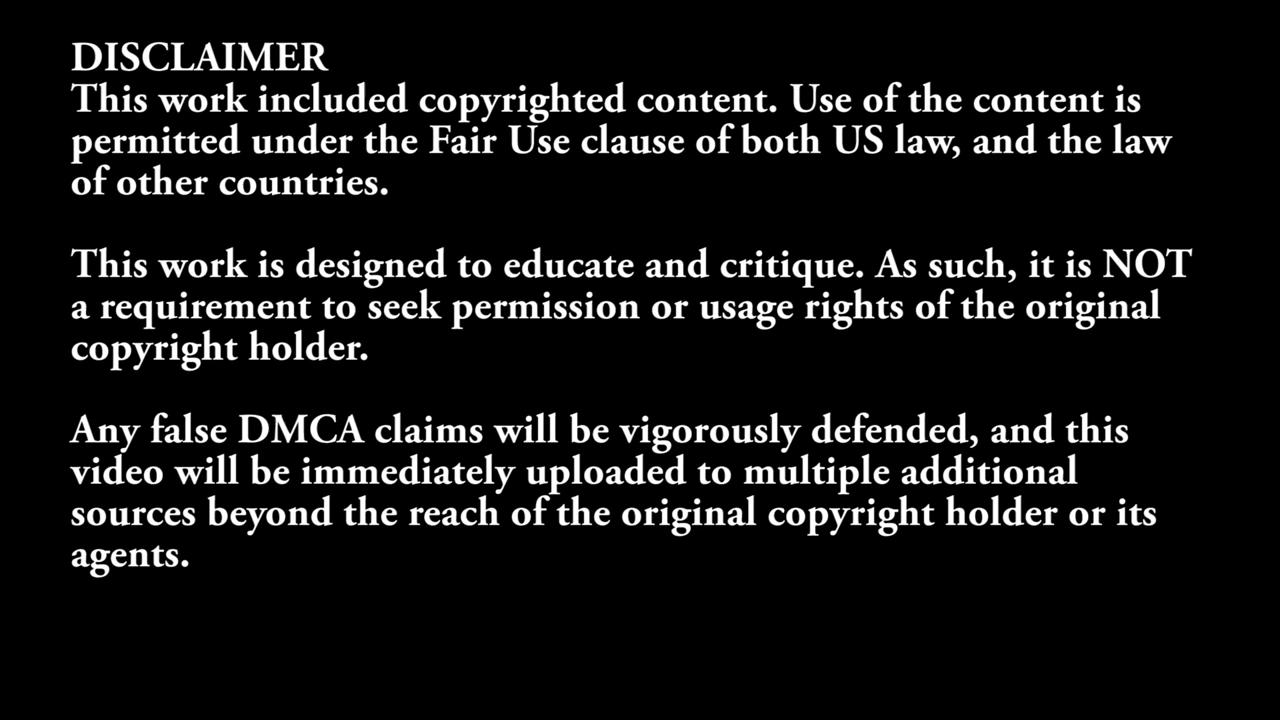 DISCLAIMER
This work included copyrighted content. Use of the content is
permitted under the Fair Use clause of both US law, and the law
of other countries.
This work is designed to educate and critique. As such, it is NOT
a requirement to seek permission or usage rights of the original
copyright holder.
Any false DMCA claims will be vigorously defended, and this
video will be immediately uploaded to multiple additional
sources beyond the reach of the original copyright holder or its
agents.